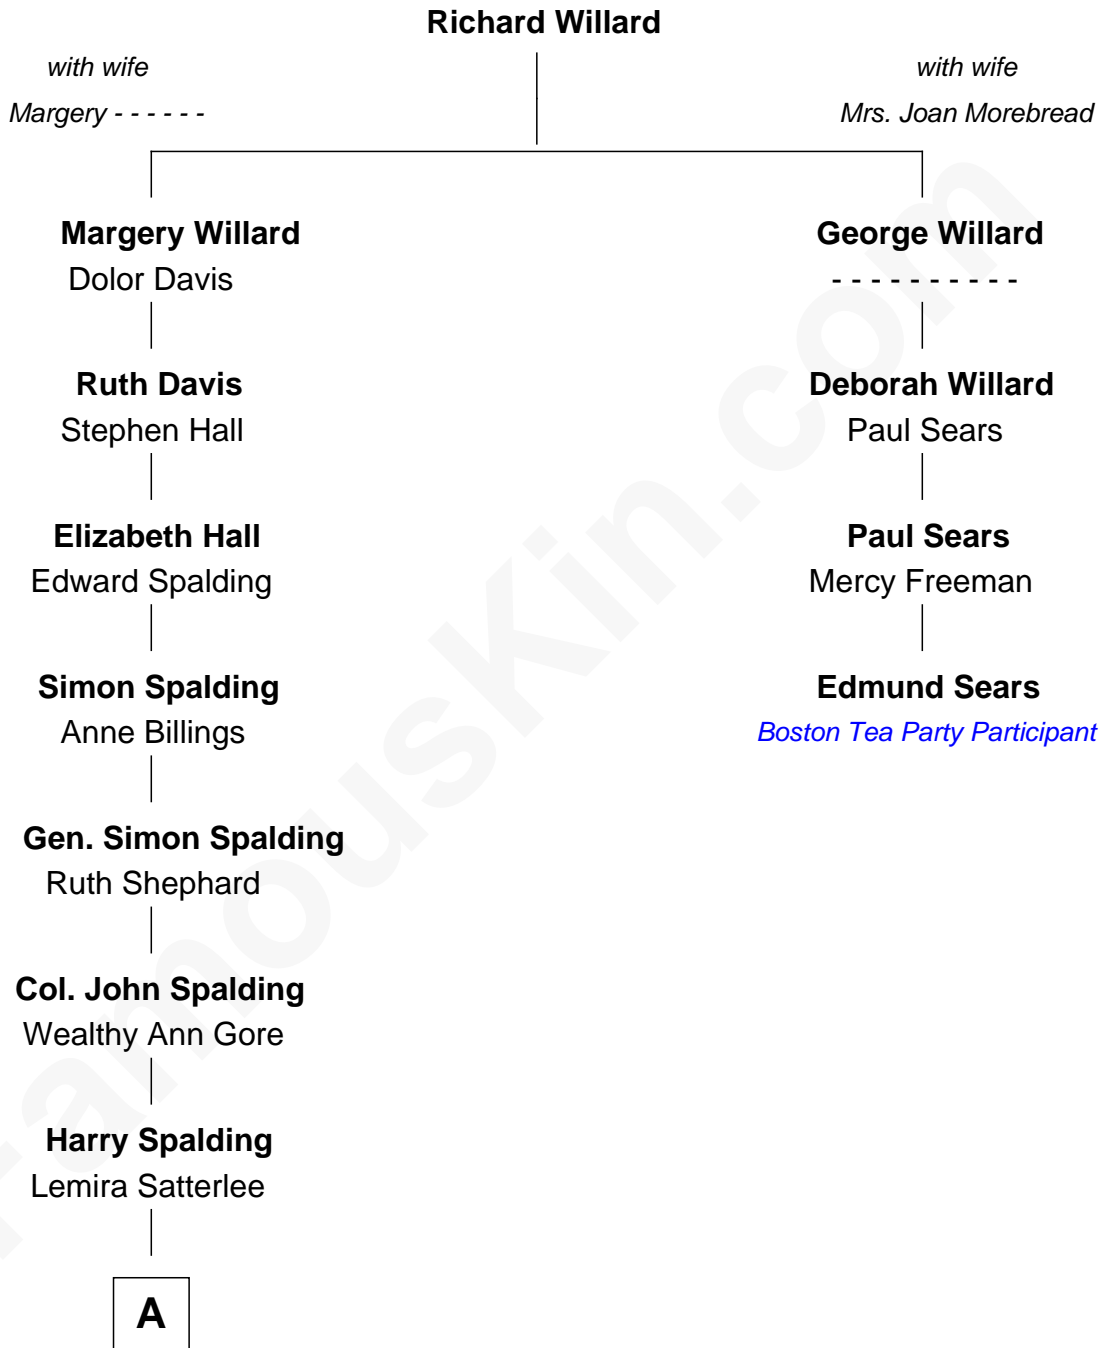 Richard Willard
with wife
Margery - - - - - -
with wife
Mrs. Joan Morebread
Margery Willard
Dolor Davis
George Willard
- - - - - - - - - -
Ruth Davis
Stephen Hall
Deborah Willard
Paul Sears
Elizabeth Hall
Edward Spalding
Paul Sears
Mercy Freeman
Simon Spalding
Anne Billings
Edmund Sears
Boston Tea Party Participant
Gen. Simon Spalding
Ruth Shephard
Col. John Spalding
Wealthy Ann Gore
Harry Spalding
Lemira Satterlee
A
FamousKin.com